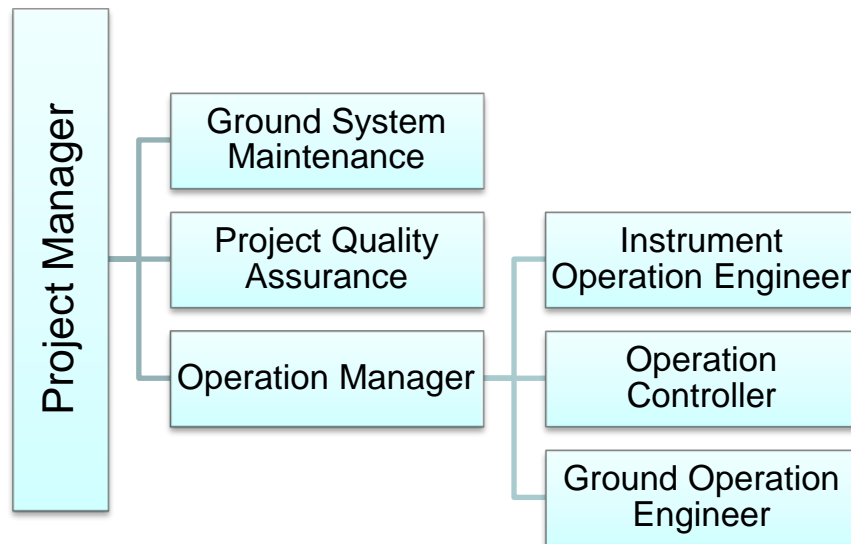 Project Manager
Ground System
Maintenance
Project Quality
Assurance
Operation Manager
Instrument
Operation Engineer
Operation
Controller
Ground Operation
Engineer